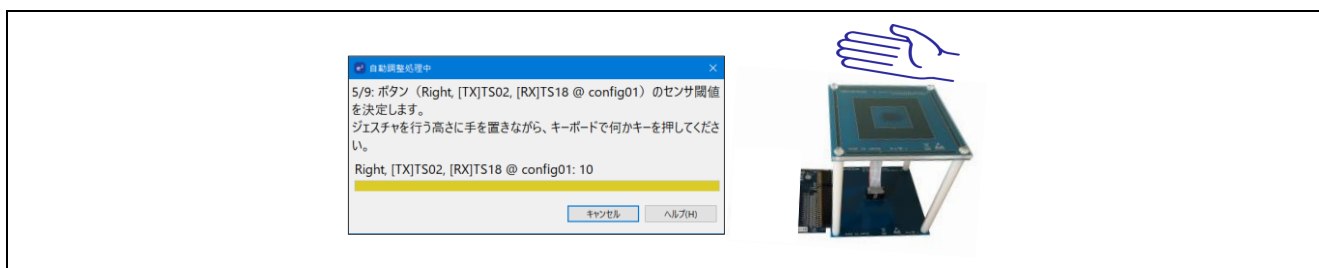 自動調整処理中
5/9: ボタン（Right, [TX]TS02, [RX]TS18 @ config01）のセンサ閾値
を決定します。
ジェスチャを行う高さに手を置きながら、キーボードで何かキーを押してくださ
い。
Right, [TX]TS02, [RX]TS18 @ config01: 10
キャンセル
ヘルプ(H)